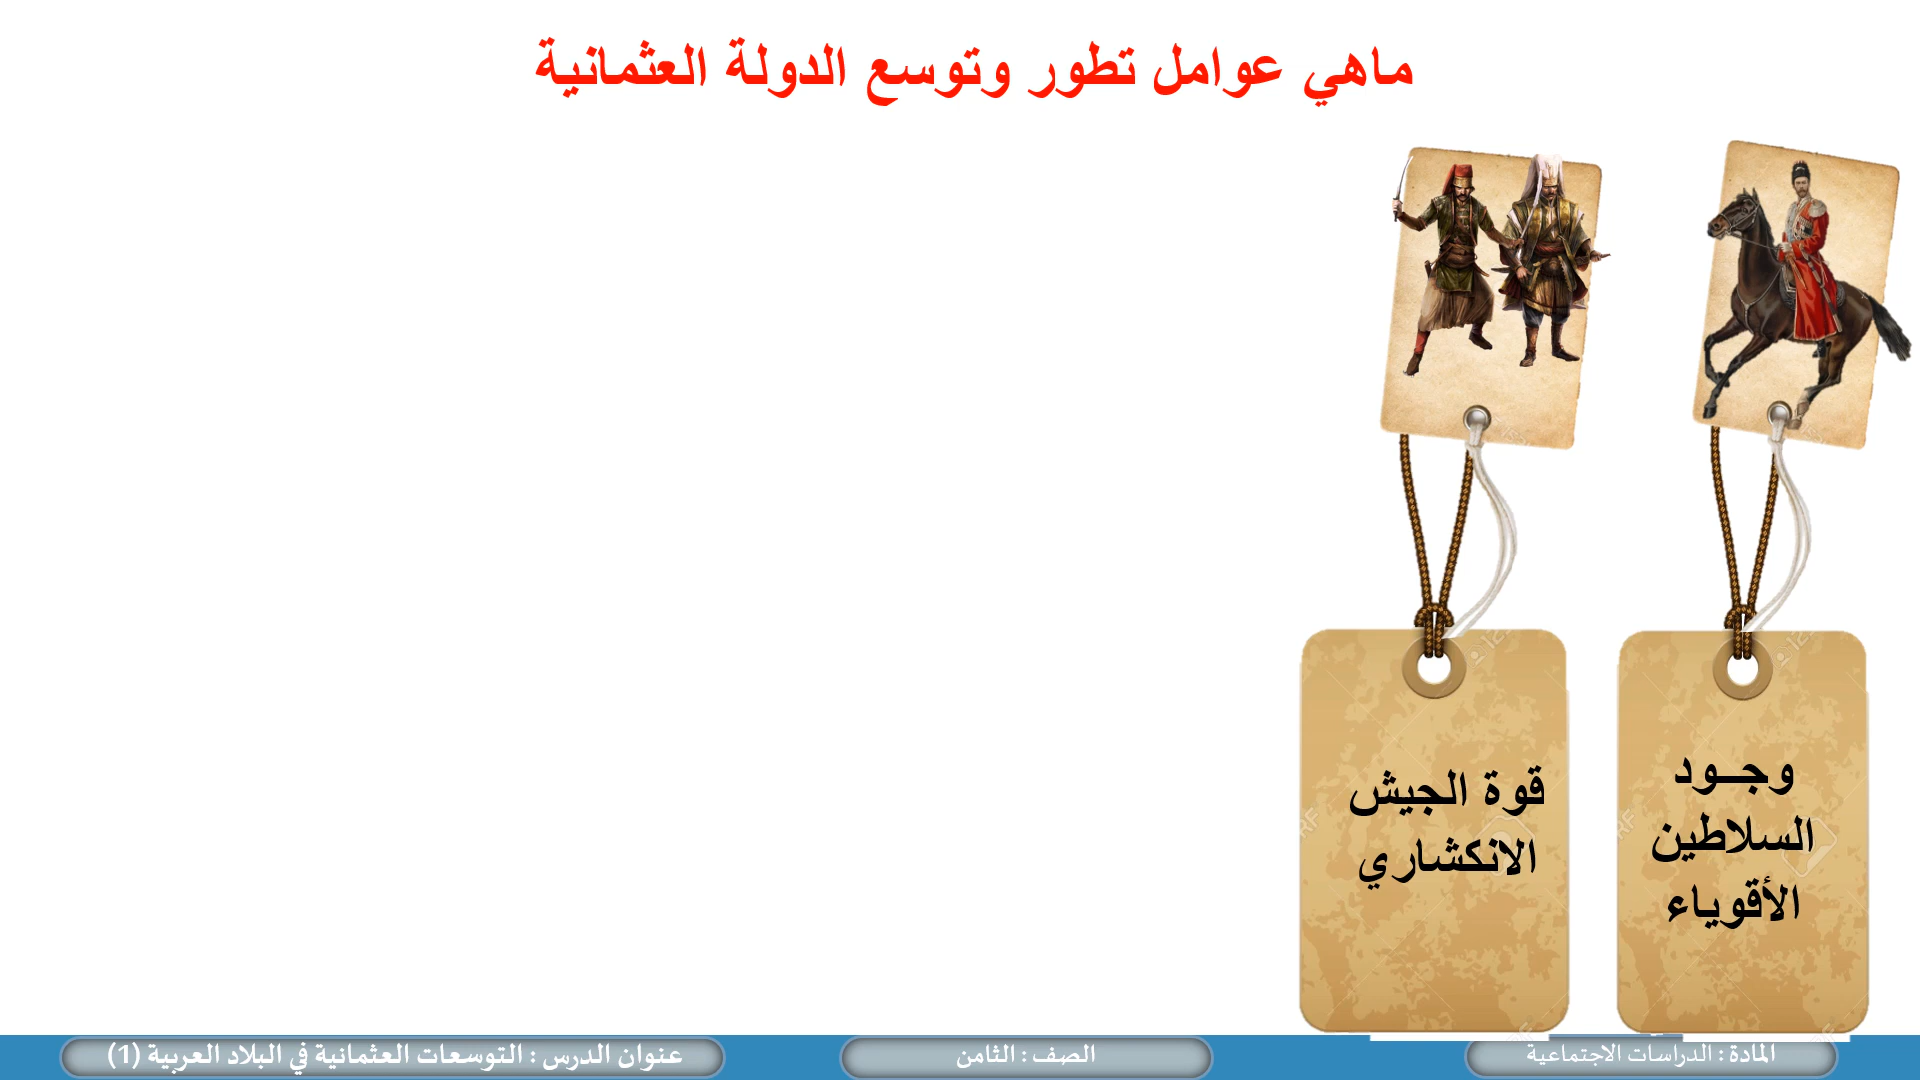 ماهي عوامل تطور وتوسع الدولة العثمانية
وجـــود
السلاطين
الأقوياء
قوة الجيش
الانكشاري
المادة : الدراسات الاجتماعية
الصف : الثامن
عنوان الدرس : التوسعات العثمانية في البلاد العربية (1)